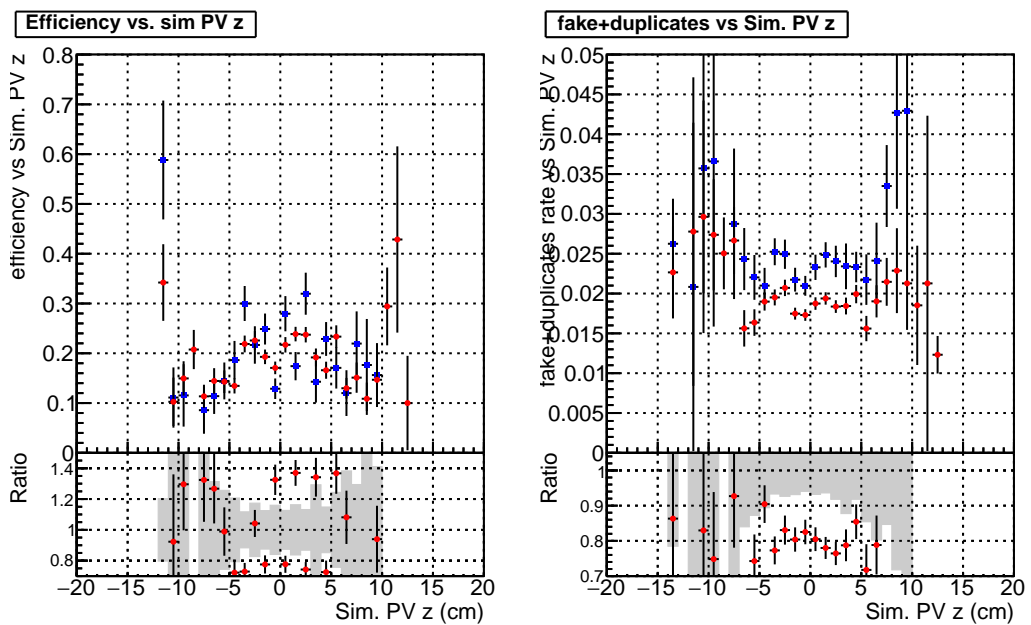 Efficiency vs. sim PV z
efficiency vs Sim. PV z
0.8
0.7
0.6
0.5
0.4
0.3
0.2
0.1
0
Ratio
1.4
1.2
1
0.8
−20 −15 −10 −5 0 5 10 15 20
Sim. PV z (cm)
fake+duplicates vs Sim. PV z
fake+duplicates rate vs Sim. PV z
0.05
0.045
0.04
0.035
0.03
0.025
0.02
0.015
0.01
0.005
0
Ratio
1
0.9
0.8
0.7
−20 −15 −10 −5 0 5 10 15 20
Sim. PV z (cm)